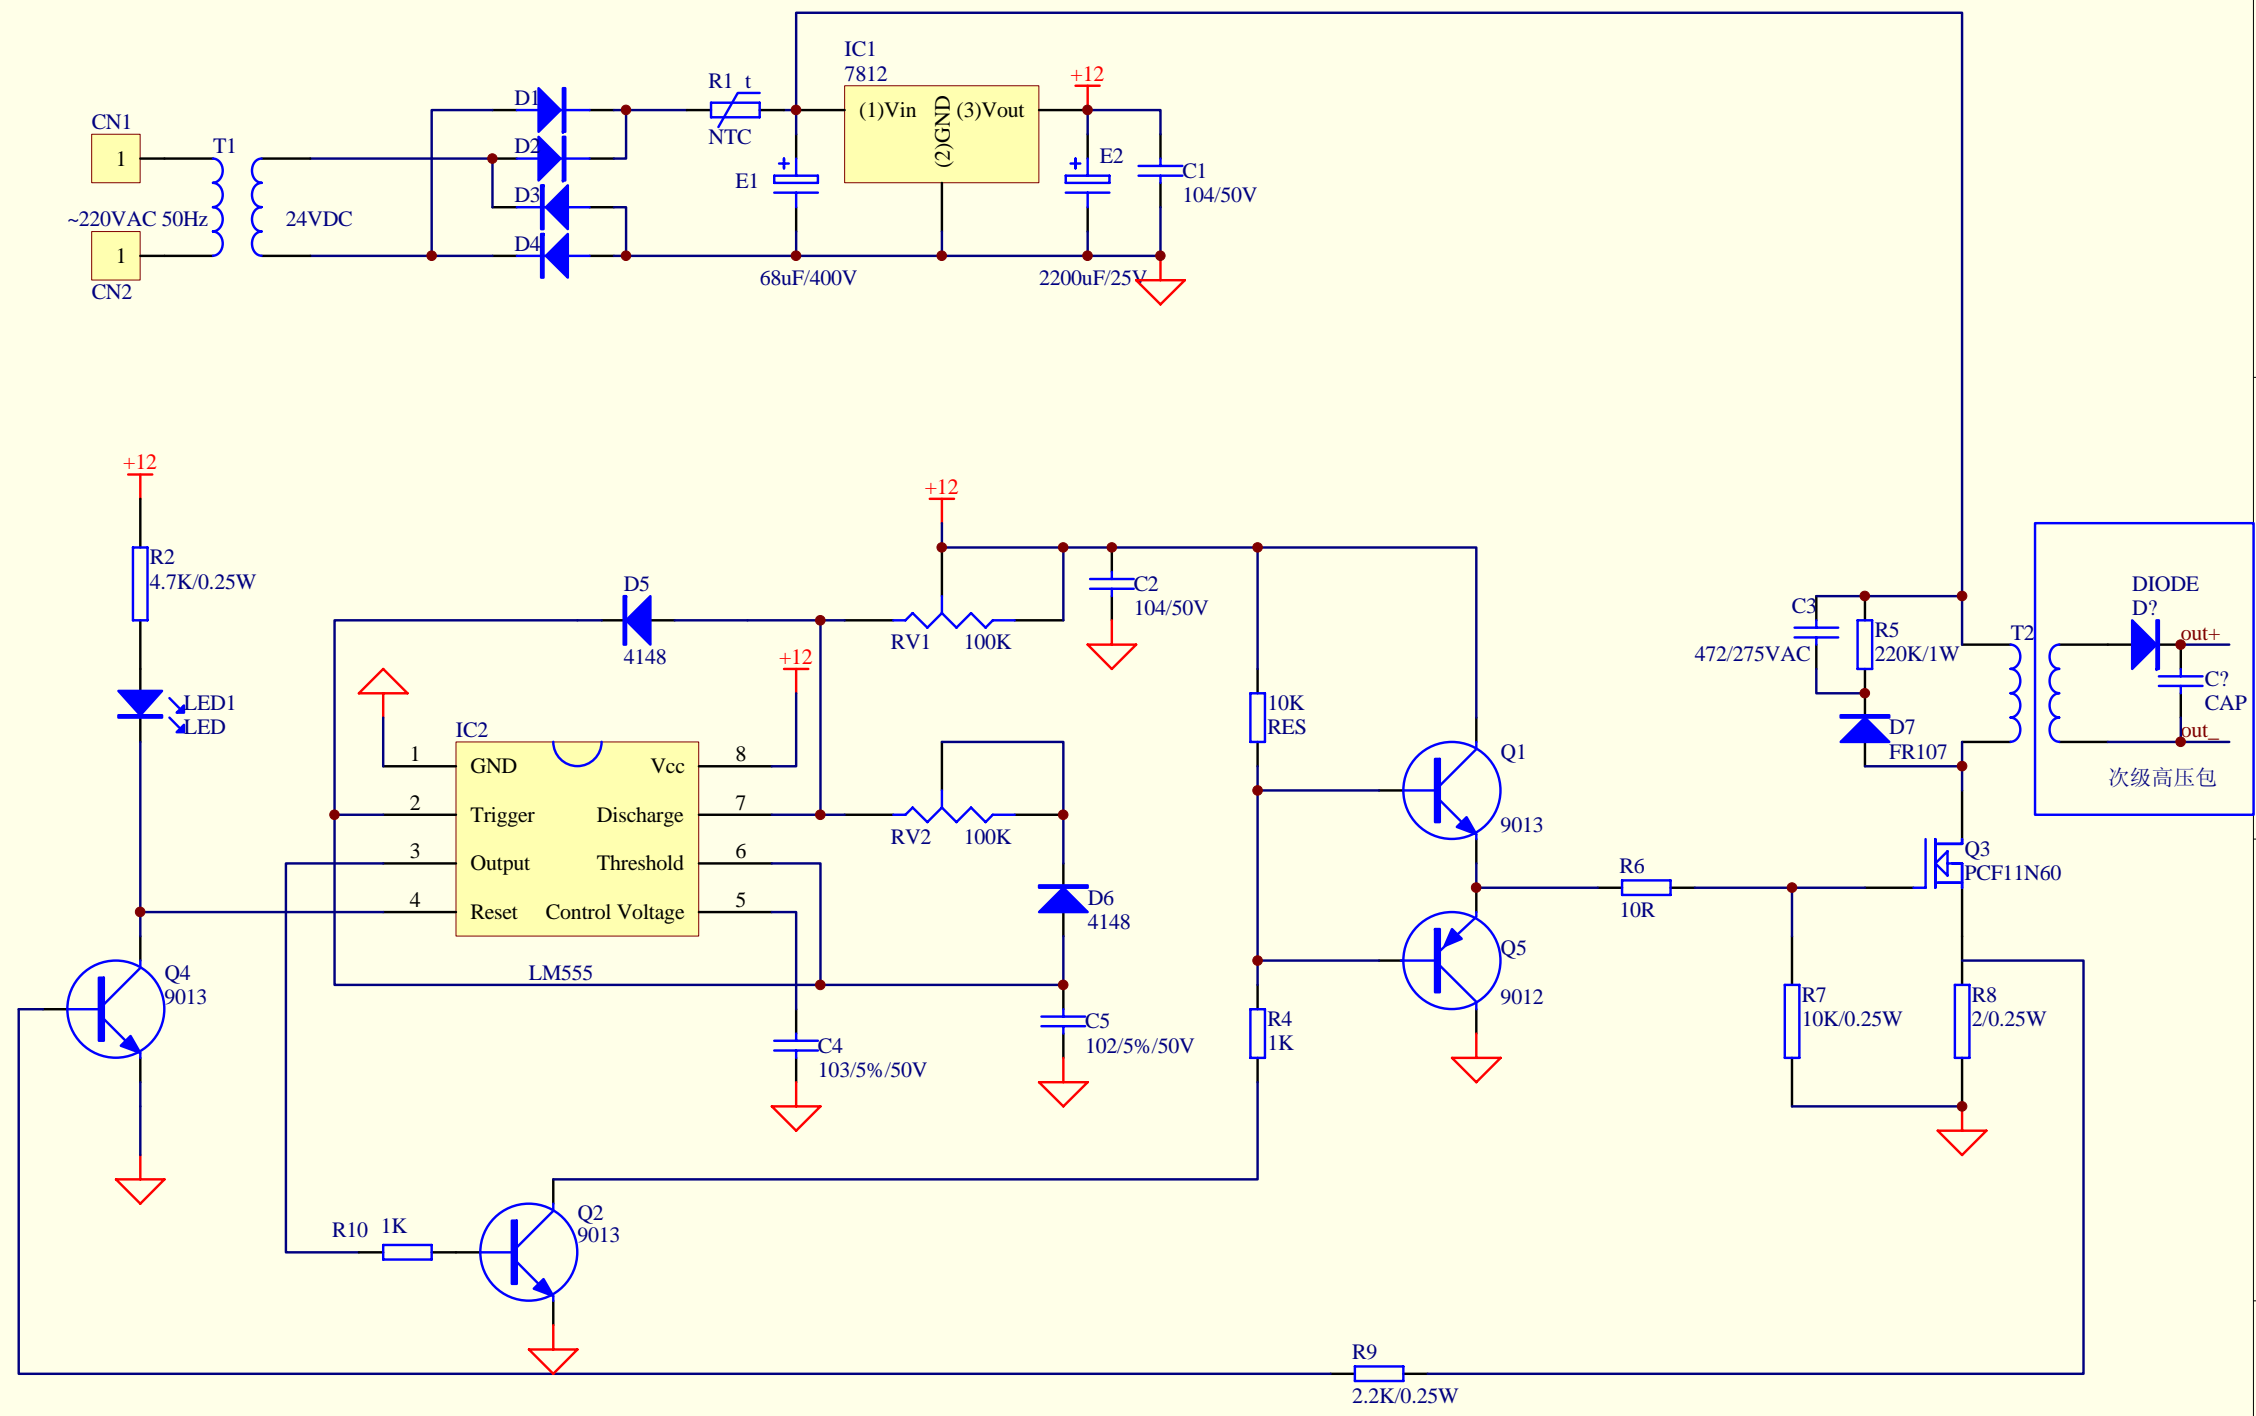 IC1
7812
R1 t
NTC
+12
(1)Vin
(2)GND
(3)Vout
D1
D2
D3
D4
CN1
1
T1
~220VAC 50Hz
24VDC
1
CN2
E1
68uF/400V
E2
2200uF/25V
C1
104/50V
+12
R2
4.7K/0.25W
LED1
LED
D5
4148
+12
RV1
100K
C2
104/50V
+12
IC2
1
GND
Vcc
8
2
Trigger
Discharge
7
3
Output
Threshold
6
4
Reset
Control Voltage
5
LM555
RV2
100K
D6
4148
10K
RES
Q1
9013
Q5
9012
C3
472/275VAC
R5
220K/1W
D7
FR107
T2
DIODE
D?
out+
C?
CAP
out_
次级高压包
Q3
PCF11N60
R6
10R
R7
10K/0.25W
R8
2/0.25W
Q4
9013
C4
103/5%/50V
C5
102/5%/50V
R4
1K
R10
1K
Q2
9013
R9
2.2K/0.25W